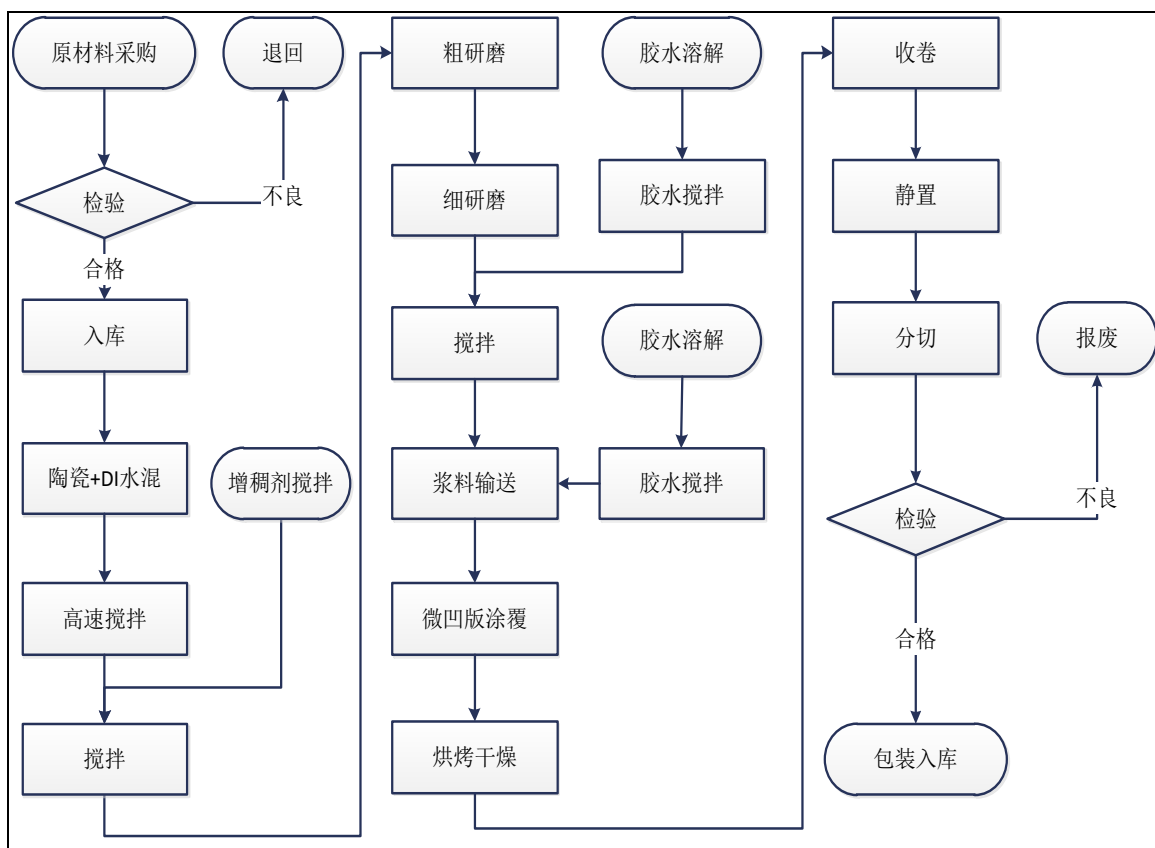 原材料采购
退回
检验
不良
合格
入库
陶瓷+DI水混
增稠剂搅拌
高速搅拌
搅拌
粗研磨
胶水溶解
细研磨
胶水搅拌
搅拌
胶水溶解
浆料输送
胶水搅拌
微凹版涂覆
烘烤干燥
收卷
静置
分切
报废
检验
不良
合格
包装入库